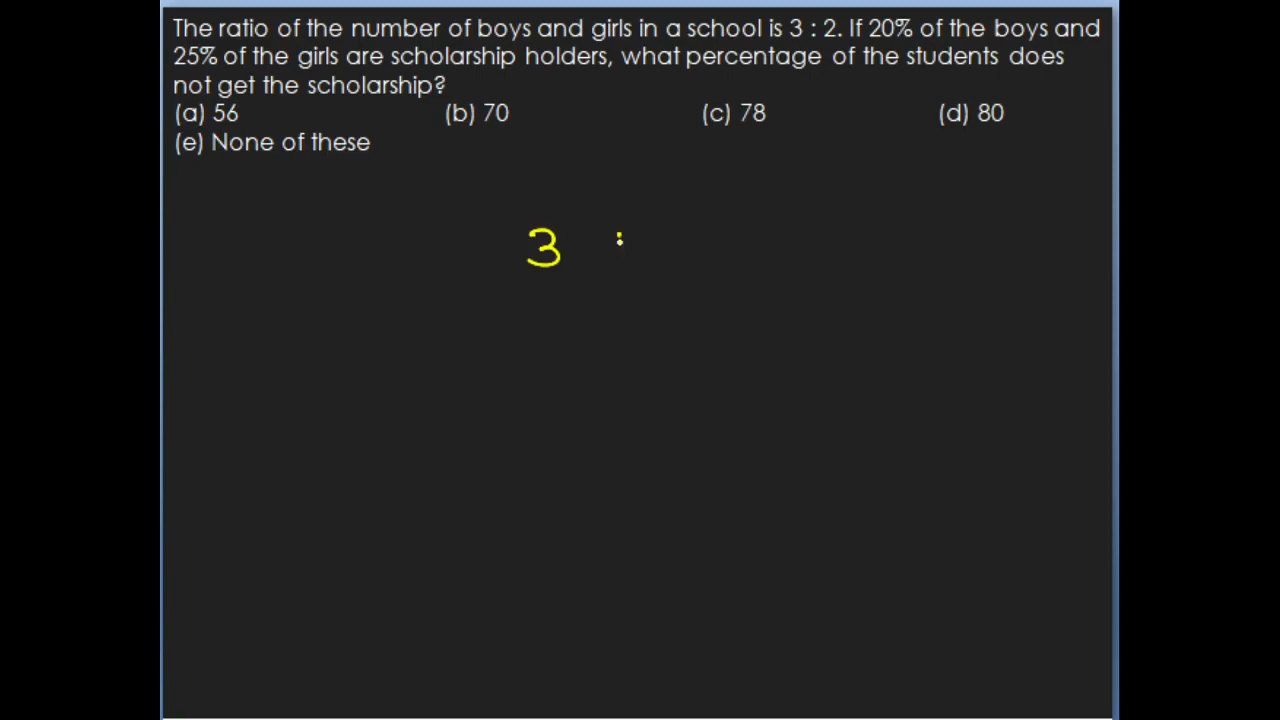 The ratio of the number of boys and girls in a school is 3 : 2. If 20% of the boys and
25% of the girls are scholarship holders, what percentage of the students does
not get the scholarship?
(a) 56 (b) 70 (c) 78 (d) 80
(e) None of these
3 :